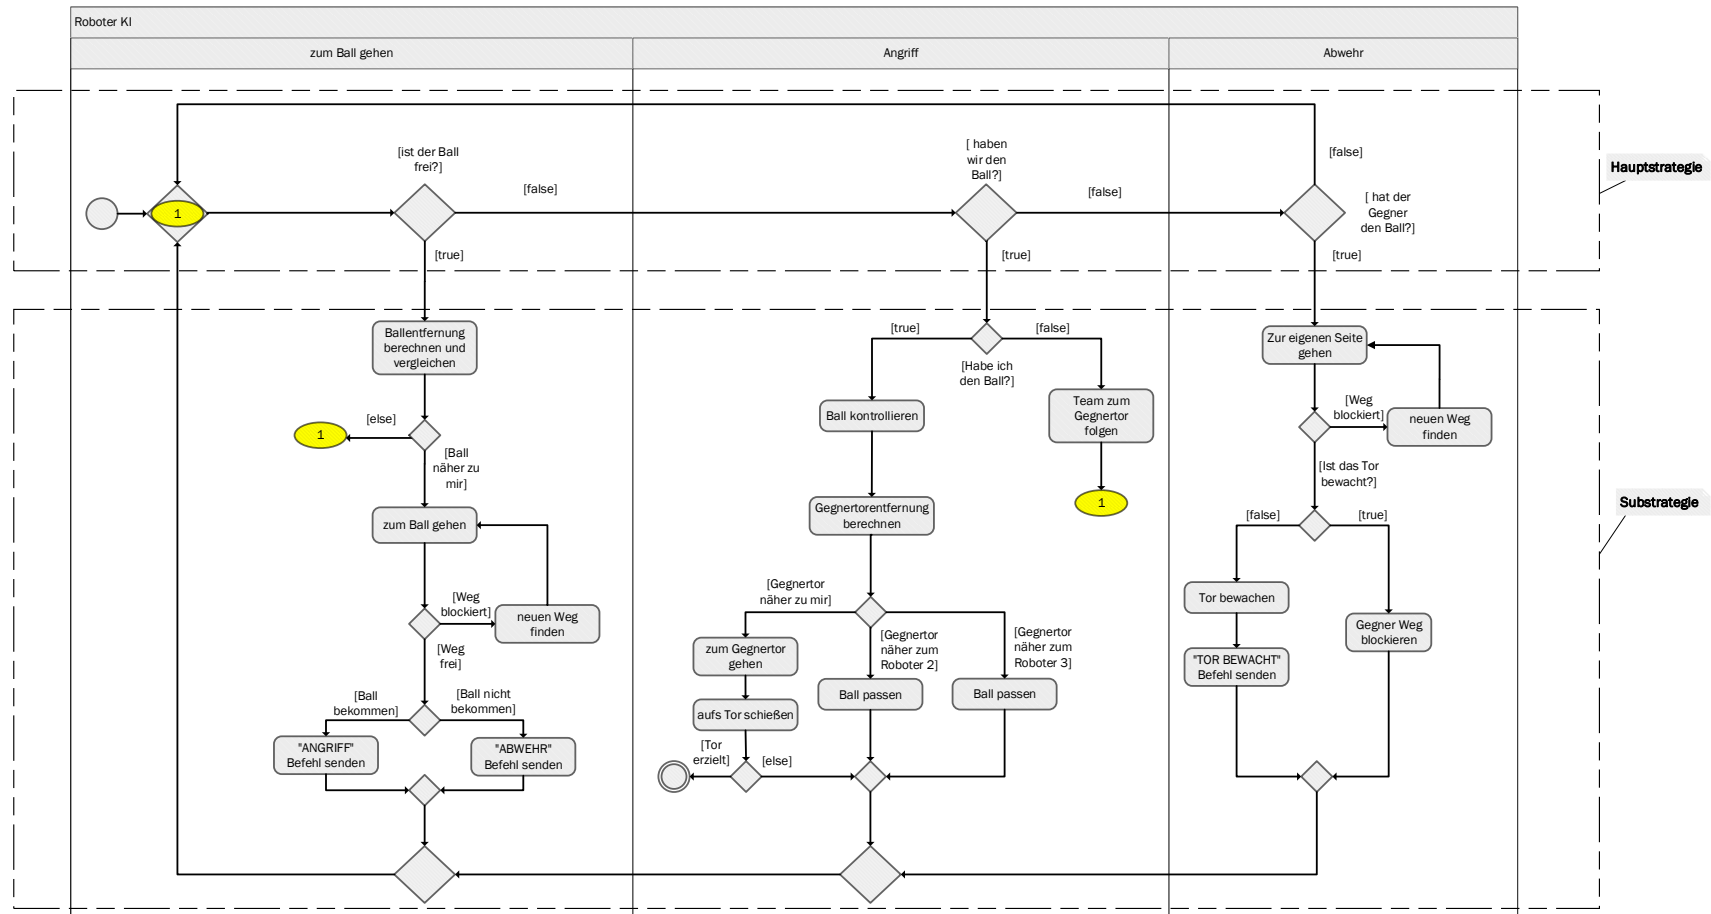 Roboter KI
zum Ball gehen
Angriff
Abwehr
[ist der Ball
frei?]
[false]
[ haben
wir den
Ball?]
[false]
[false]
[ hat der
Gegner
den Ball?]
1
[true]
[true]
[true]
Hauptstrategie
Ballentfernung
berechnen und
vergleichen
[else]
1
[Ball
näher zu
mir]
zum Ball gehen
[Weg
blockiert]
neuen Weg
finden
[Weg
frei]
[Ball
bekommen]
[Ball nicht
bekommen]
"ANGRIFF"
Befehl senden
"ABWEHR"
Befehl senden
[true]
[false]
[Habe ich
den Ball?]
Ball kontrollieren
Team zum
Gegnertor
folgen
1
Gegnertorentfernung
berechnen
[Gegnertor
näher zu mir]
[Gegnertor
näher zum
Roboter 2]
[Gegnertor
näher zum
Roboter 3]
zum Gegnertor
gehen
Ball passen
Ball passen
aufs Tor schießen
[Tor
erzielt]
[else]
Zur eigenen Seite
gehen
[Weg
blockiert]
neuen Weg
finden
[Ist das Tor
bewacht?]
[false]
[true]
Tor bewachen
Gegner Weg
blockieren
"TOR BEWACHT"
Befehl senden
Substrategie